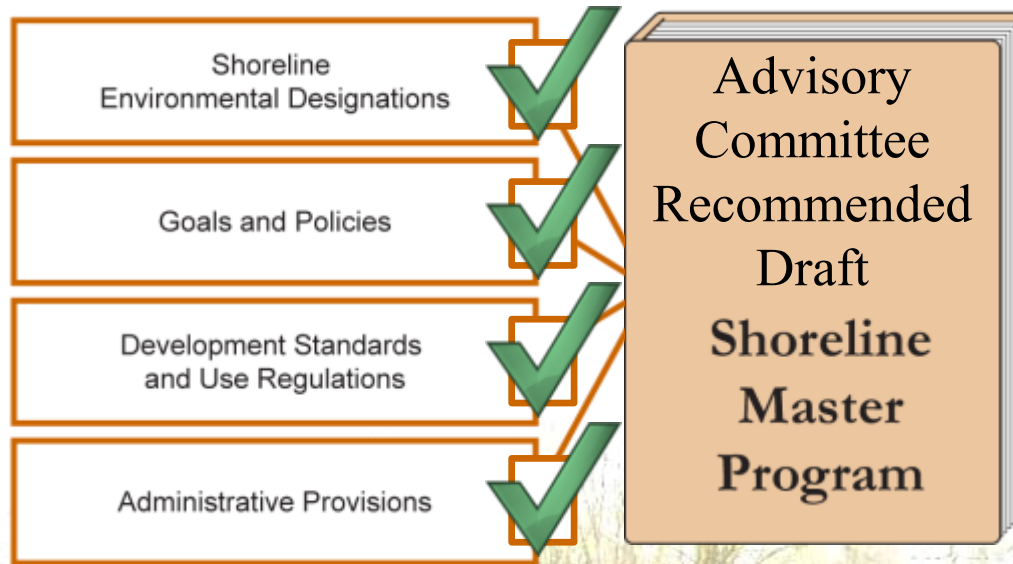 Shoreline
Environmental Designations
Goals and Policies
Development Standards
and Use Regulations
Administrative Provisions
Advisory
Committee
Recommended
Draft
Shoreline
Master
Program